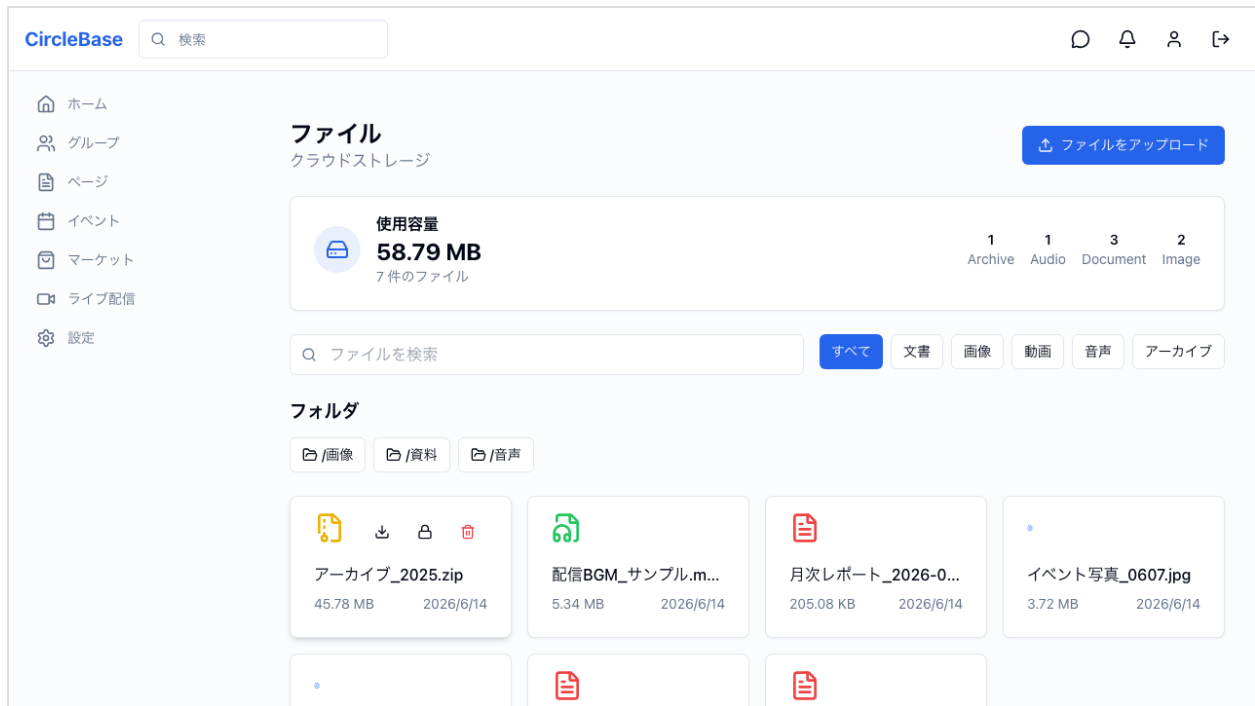 CircleBase
検索
ホーム
グループ
ページ
イベント
マーケット
ライブ配信
設定
ファイル
クラウドストレージ
ファイルをアップロード
使用容量
58.79 MB
7 件のファイル
1 1 3 2
Archive Audio Document Image
ファイルを検索
すべて 文書 画像 動画 音声 アーカイブ
フォルダ
/画像 /資料 /音声
アーカイブ_2025.zip
45.78 MB 2026/6/14
配信BGM_サンプル.m...
5.34 MB 2026/6/14
月次レポート_2026-0...
205.08 KB 2026/6/14
イベント写真_0607.jpg
3.72 MB 2026/6/14